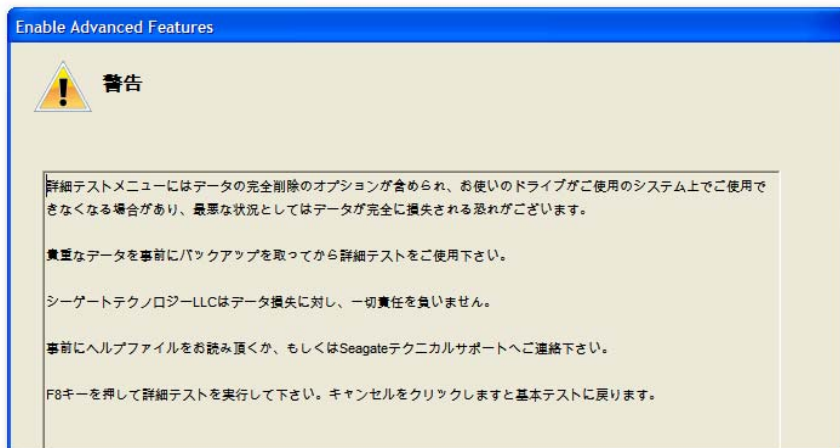 Enable Advanced Features
警告
詳細テストメニューにはデータの完全削除のオプションが含められ、お使いのドライブがご使用のシステム上でご使用で
きなくなる場合があり、最悪な状況としてはデータが完全に損失される恐れがございます。
貴重なデータを事前にバックアップを取ってから詳細テストをご使用下さい。
シーゲートテクノロジーLLCはデータ損失に対し、一切責任を負いません。
事前にヘルプファイルをお読み頂くか、もしくはSeagateテクニカルサポートへご連絡下さい。
F8キーを押して詳細テストを実行して下さい。キャンセルをクリックしますと基本テストに戻ります。